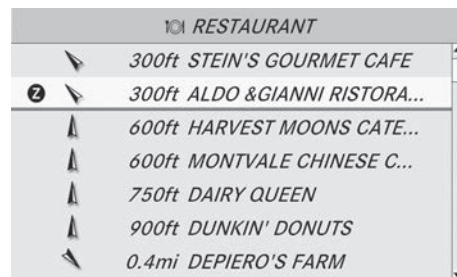 RESTAURANT
300ft STEIN'S GOURMET CAFE
Z 300ft ALDO &GIANNI RISTORA...
600ft HARVEST MOONS CATE...
600ft MONTVALE CHINESE C...
750ft DAIRY QUEEN
900ft DUNKIN' DONUTS
0.4mi DEPIERO'S FARM